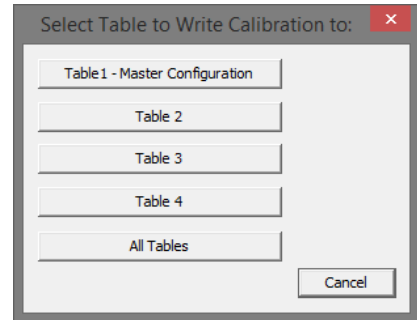 Select Table to Write Calibration to:
Table1 - Master Configuration
Table 2
Table 3
Table 4
All Tables
Cancel